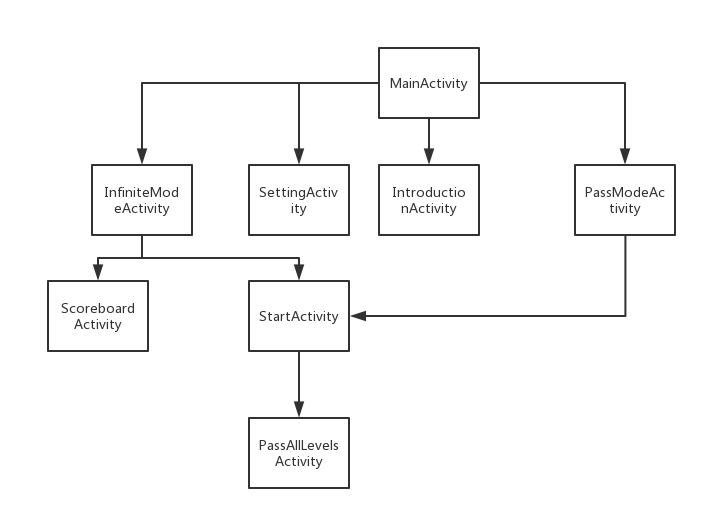 MainActivity
InfiniteMod
eActivity
SettingActiv
ity
Introductio
nActivity
PassModeAc
tivity
Scoreboard
Activity
StartActivity
PassAllLevels
Activity